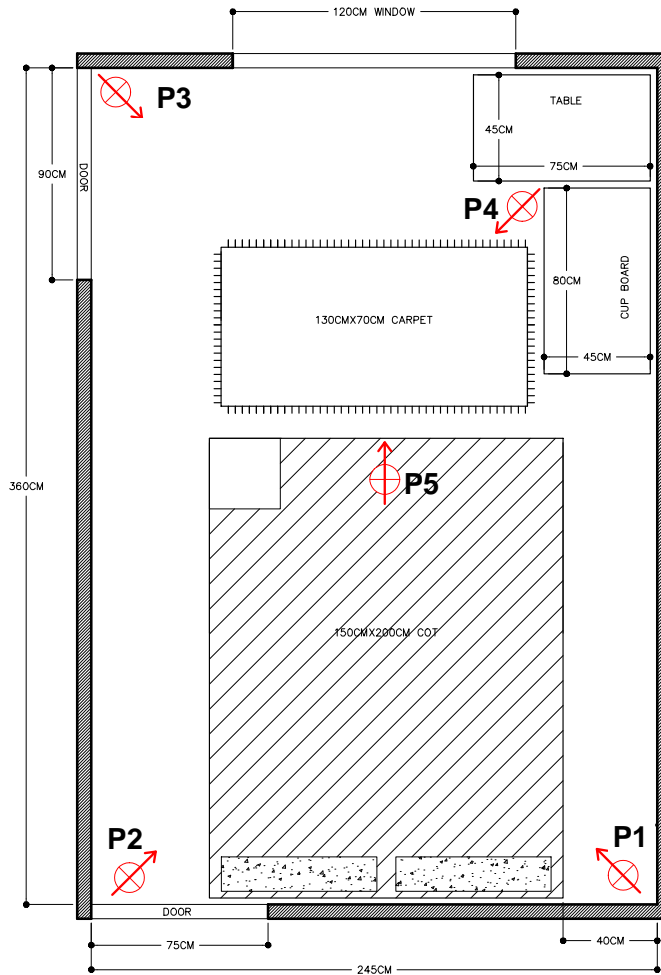 120CM WINDOW
P3
TABLE
45CM
75CM
90CM
DOOR
P4
80CM
CUP BOARD
130CMX70CM CARPET
45CM
360CM
P5
150CMX200CM COT
P2
P1
DOOR
75CM
40CM
245CM